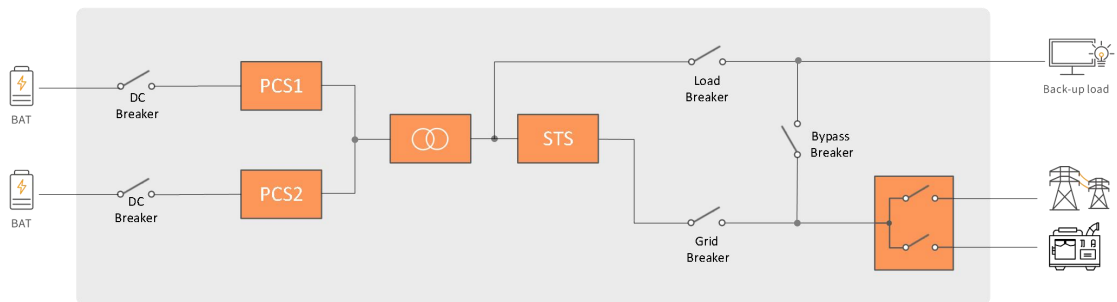 BAT
DC
Breaker
PCS1
STS
Load
Breaker
Back-up load
Bypass
Breaker
BAT
DC
Breaker
PCS2
Grid
Breaker